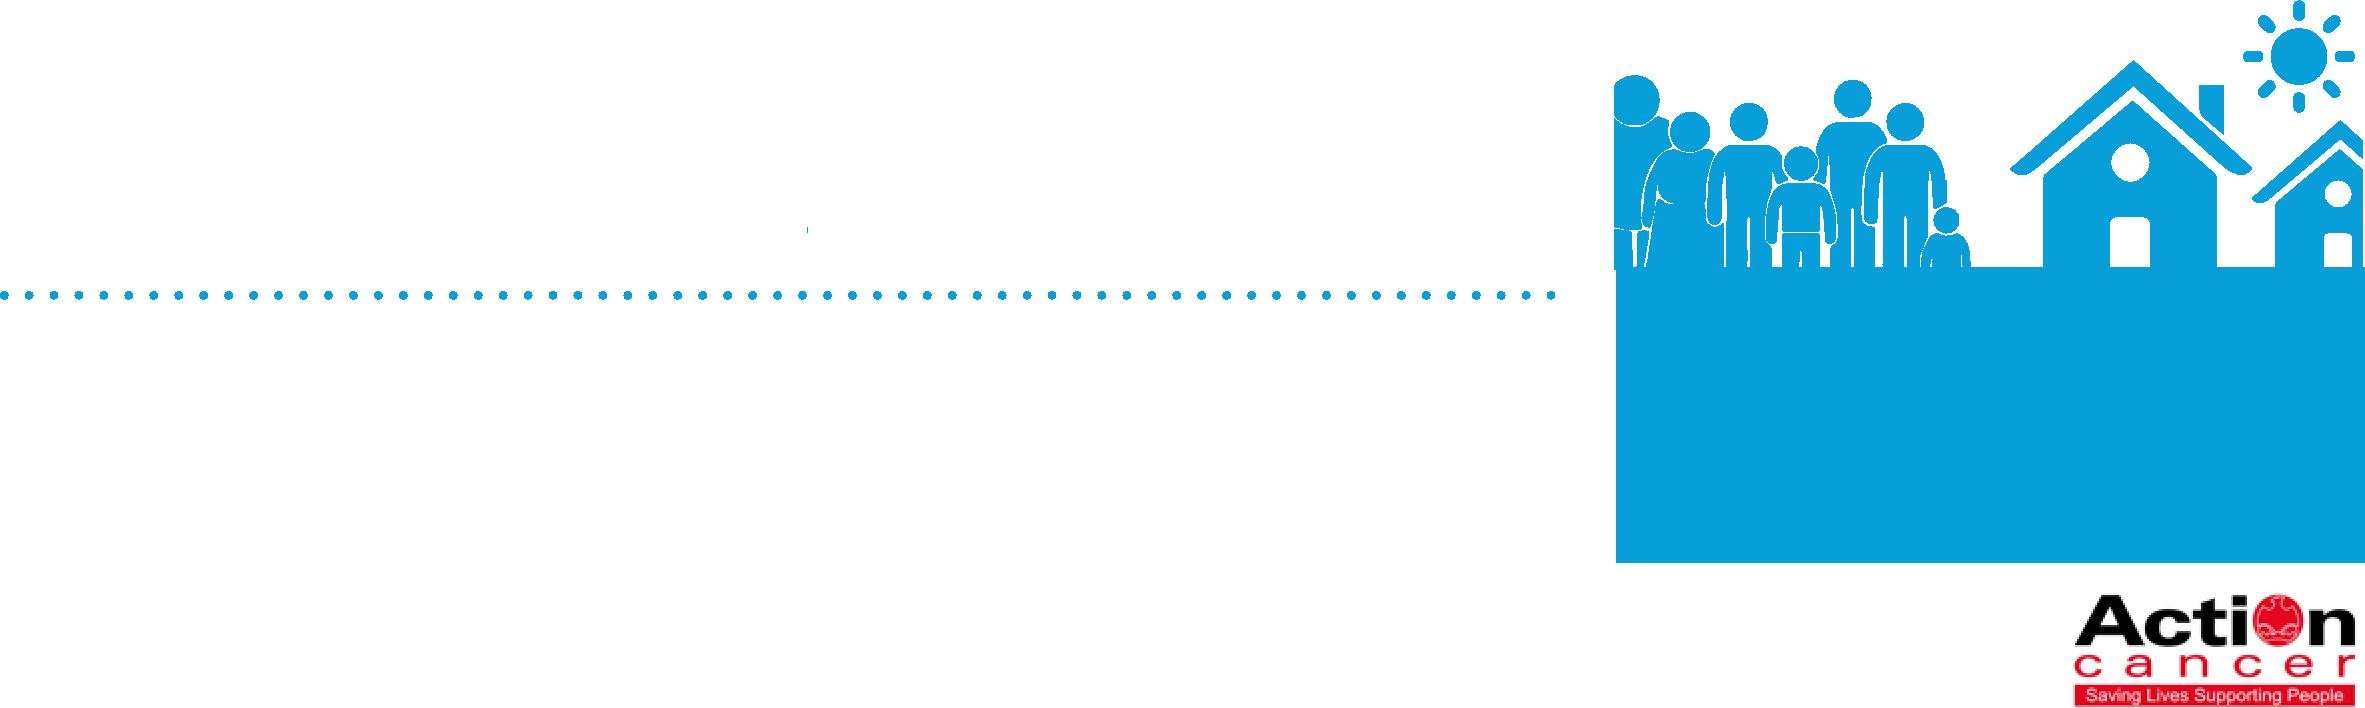 Action
cancer
Saving Lives Supporting People